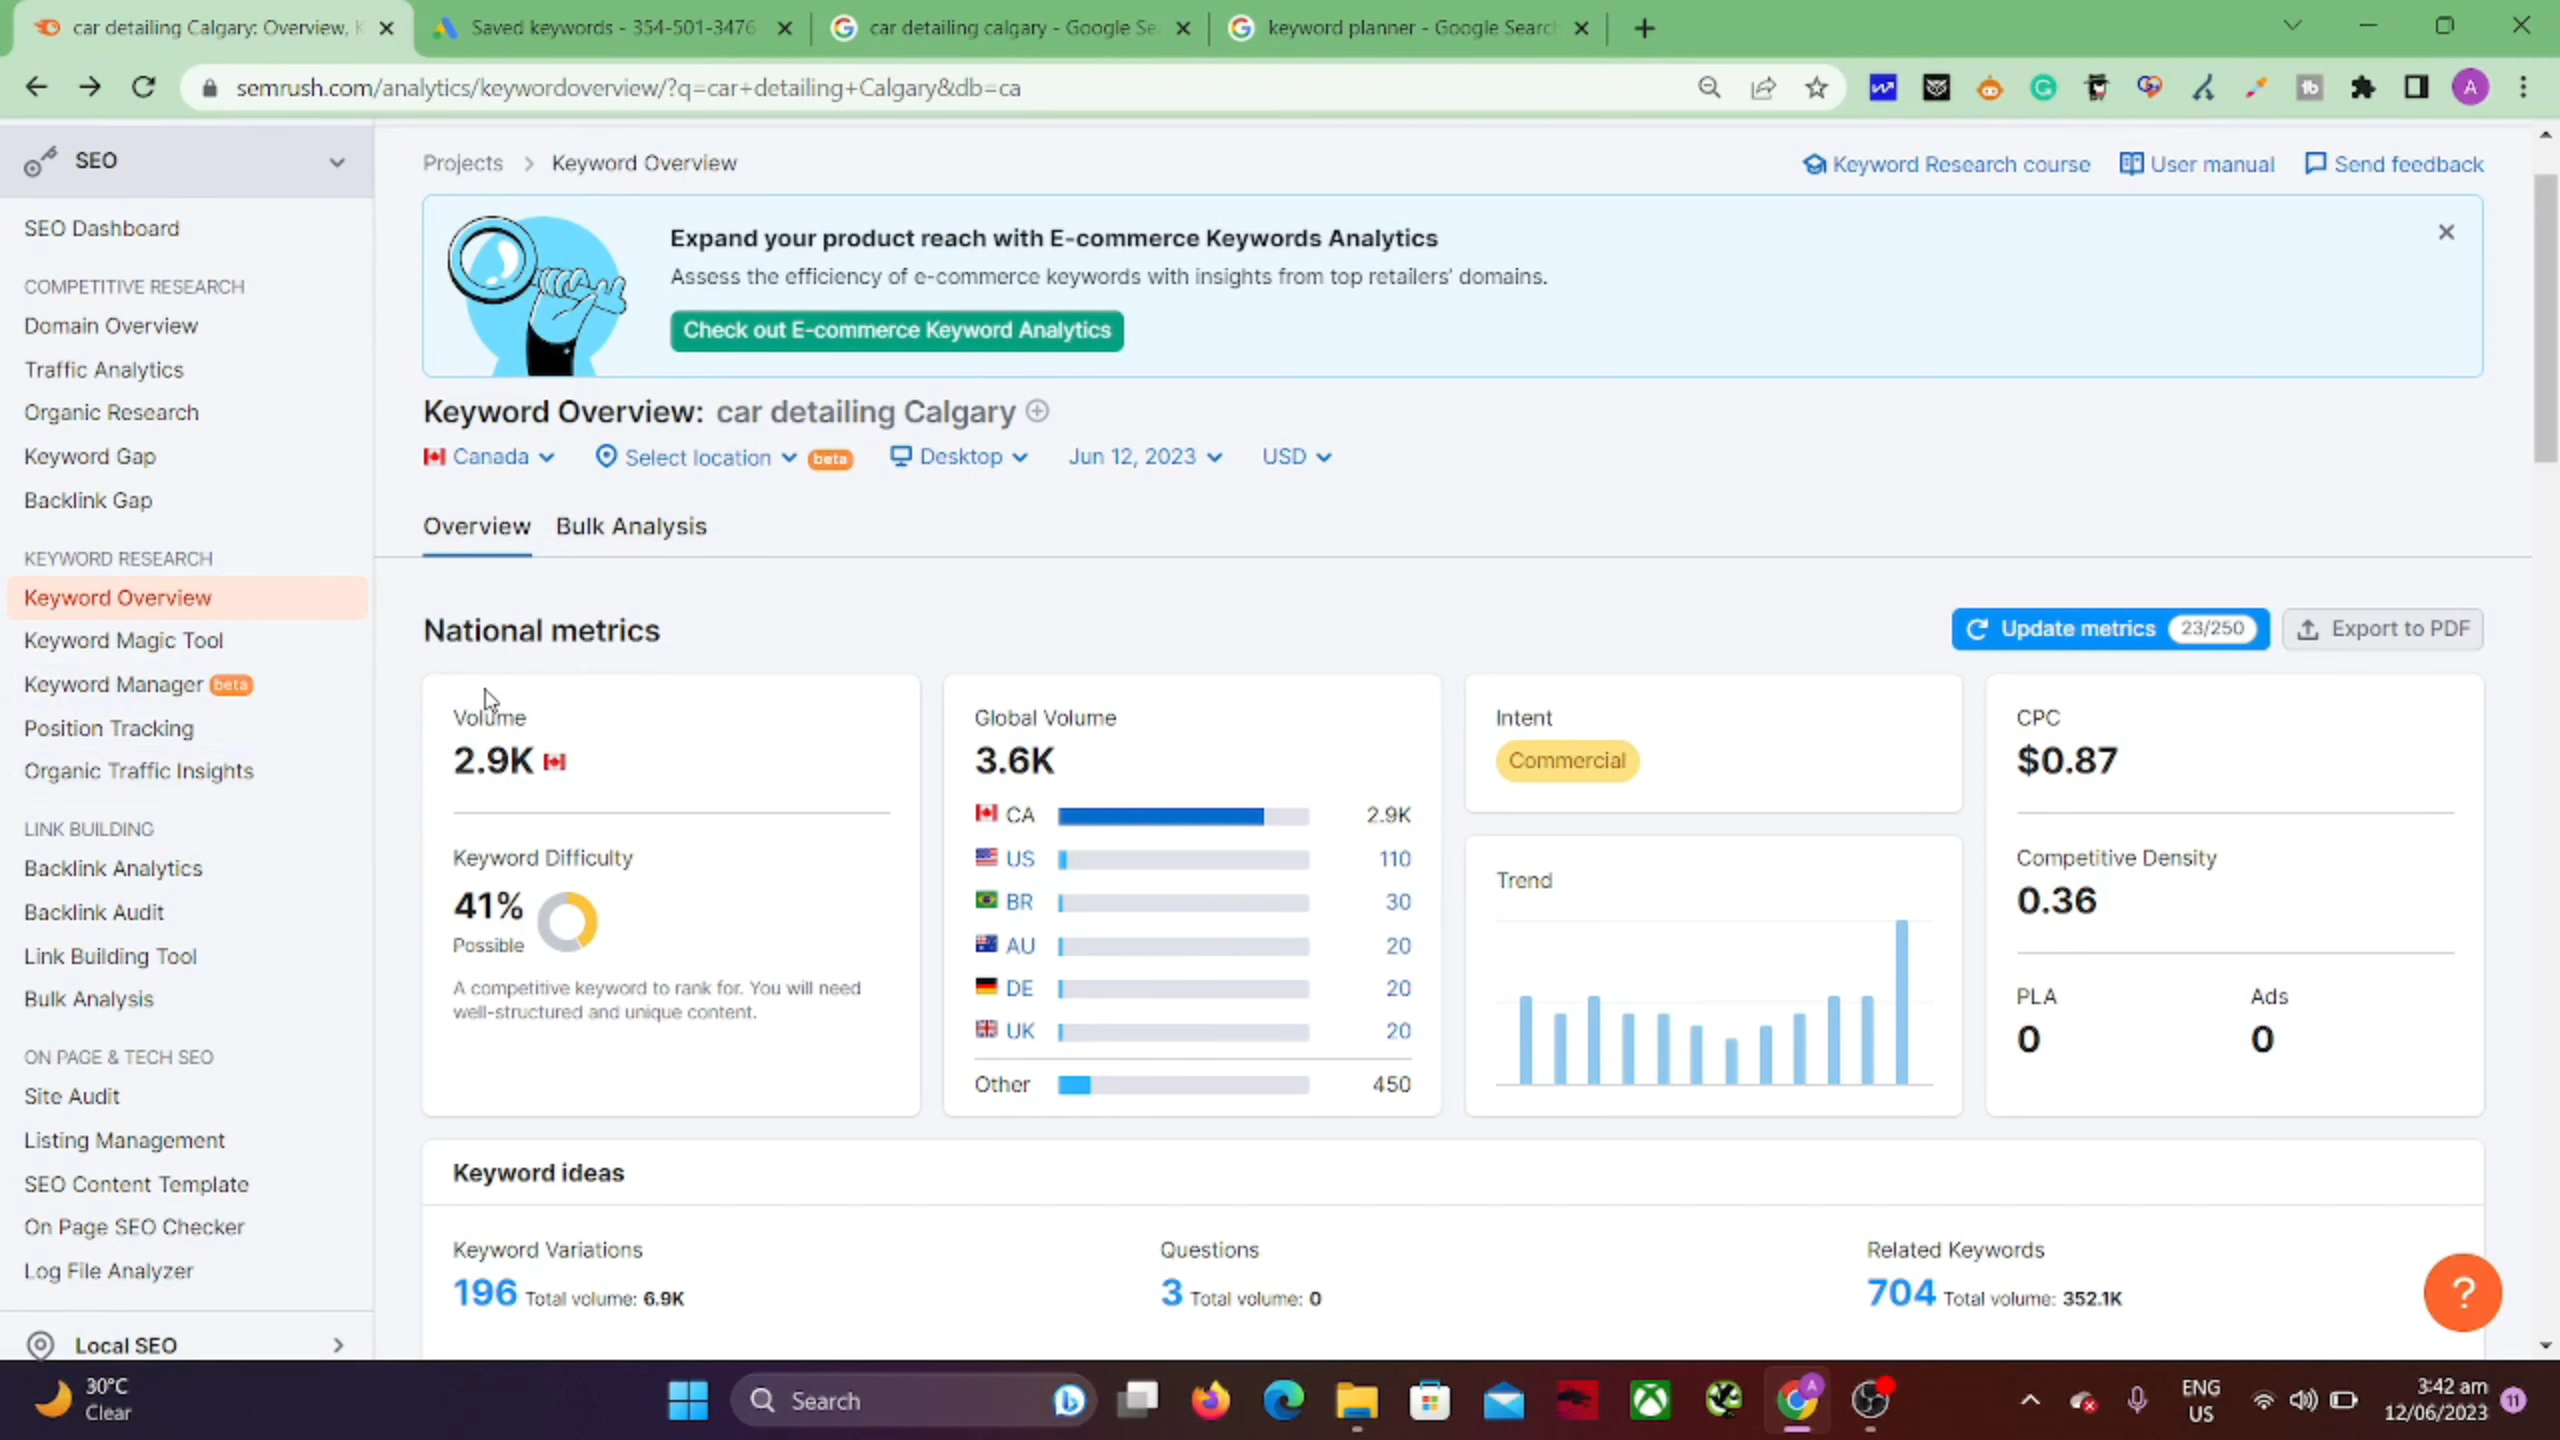 car detailing Calgary: Overview, K
Saved keywords - 354-501-3476
car detailing calgary - Google Se
keyword planner - Google Search
semrush.com/analytics/keywordoverview/?q=car+detailing+Calgary&db=ca
A
SEO
SEO Dashboard
COMPETITIVE RESEARCH
Domain Overview
Traffic Analytics
Organic Research
Keyword Gap
Backlink Gap
KEYWORD RESEARCH
Keyword Overview
Keyword Magic Tool
Keyword Manager beta
Position Tracking
Organic Traffic Insights
LINK BUILDING
Backlink Analytics
Backlink Audit
Link Building Tool
Bulk Analysis
ON PAGE & TECH SEO
Site Audit
Listing Management
SEO Content Template
On Page SEO Checker
Log File Analyzer
Local SEO
Projects > Keyword Overview
Keyword Research course
User manual
Send feedback
Expand your product reach with E-commerce Keywords Analytics
Assess the efficiency of e-commerce keywords with insights from top retailers' domains.
Check out E-commerce Keyword Analytics
Keyword Overview: car detailing Calgary
Canada
Select location beta
Desktop
Jun 12, 2023
USD
Overview
Bulk Analysis
National metrics
Update metrics 23/250
Export to PDF
Volume
2.9K
Keyword Difficulty
41%
Possible
A competitive keyword to rank for. You will need
well-structured and unique content.
Global Volume
3.6K
CA 2.9K
US 110
BR 30
AU 20
DE 20
UK 20
Other 450
Intent
Commercial
Trend
CPC
$0.87
Competitive Density
0.36
PLA
0
Ads
0
Keyword ideas
Keyword Variations
196 Total volume: 6.9K
Questions
3 Total volume: 0
Related Keywords
704 Total volume: 352.1K
?
30°C
Clear
Search
A
ENG
US
3:42 am
12/06/2023
11